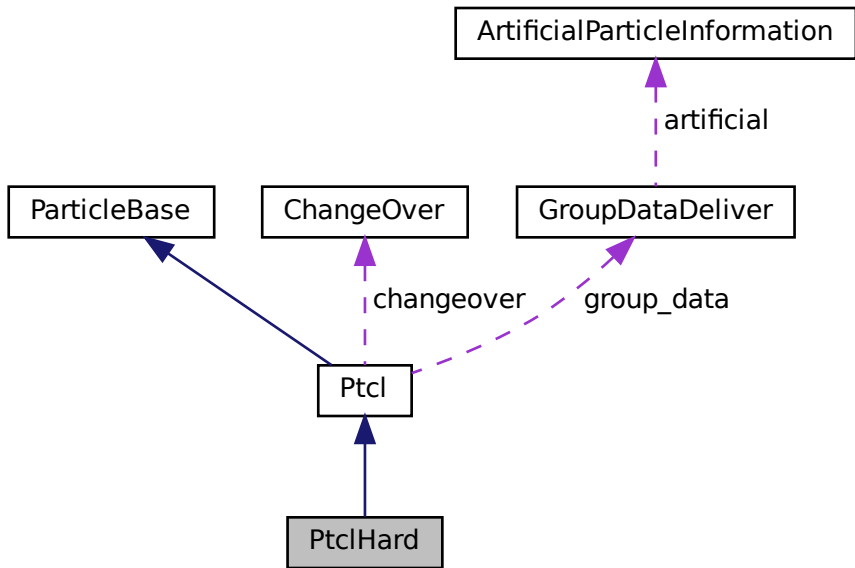 ArtificialParticleInformation
artificial
ParticleBase
ChangeOver
GroupDataDeliver
changeover
group_data
Ptcl
PtclHard